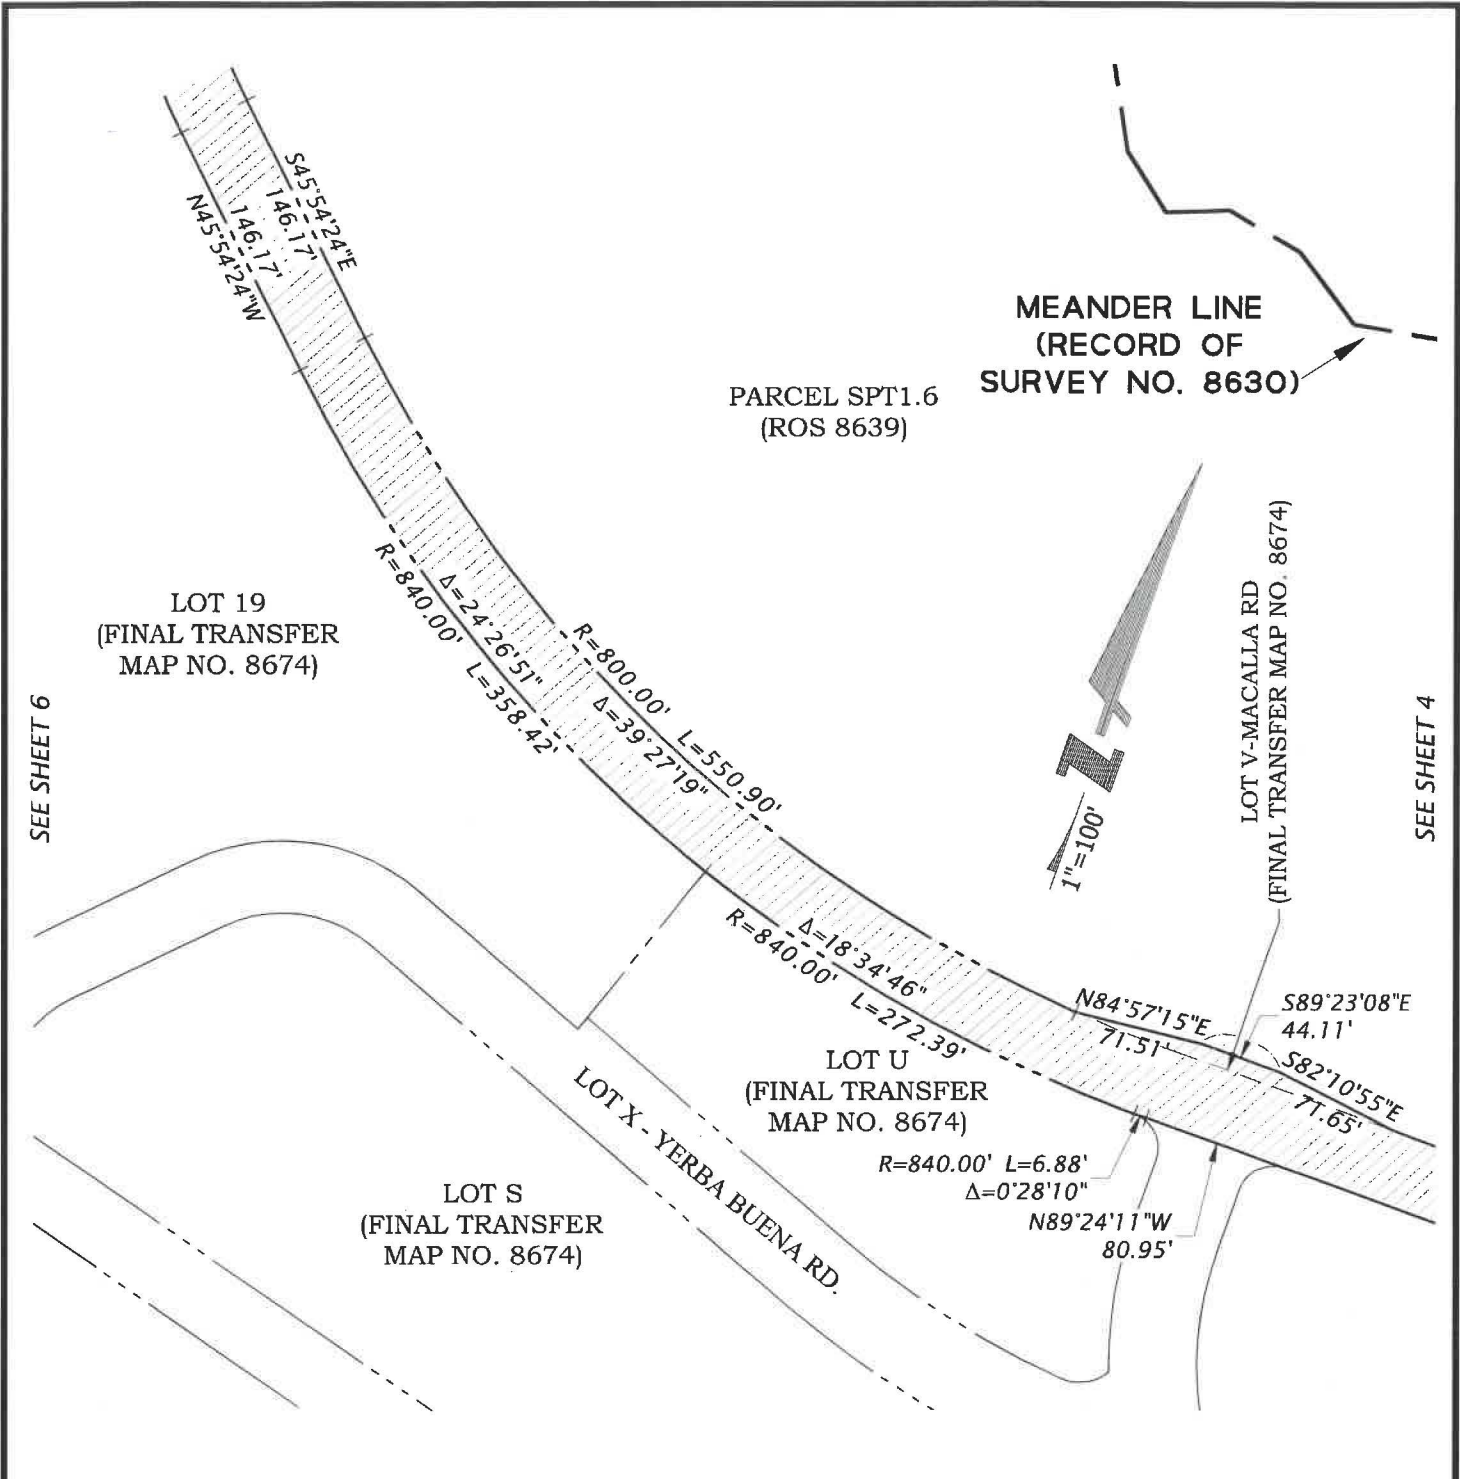 S45°54'24"E
146.17'
146.17'
N45°54'24"W
MEANDER LINE
(RECORD OF
SURVEY NO. 8630)
PARCEL SPT1.6
(ROS 8639)
LOT 19
(FINAL TRANSFER
MAP NO. 8674)
Δ=24°26'51"
R=840.00' L=358.42'
R=800.00' L=550.90'
Δ=39°27'19"
N
1"=100'
LOT V-MACALLA RD
(FINAL TRANSFER MAP NO. 8674)
SEE SHEET 6
SEE SHEET 4
Δ=18°34'46"
R=840.00' L=272.39'
N84°57'15"E
71.51'
S89°23'08"E
44.11'
S82°10'55"E
71.65'
LOT U
(FINAL TRANSFER
MAP NO. 8674)
R=840.00' L=6.88'
Δ=0°28'10"
N89°24'11"W
80.95'
LOT X - YERBA BUENA RD.
LOT S
(FINAL TRANSFER
MAP NO. 8674)